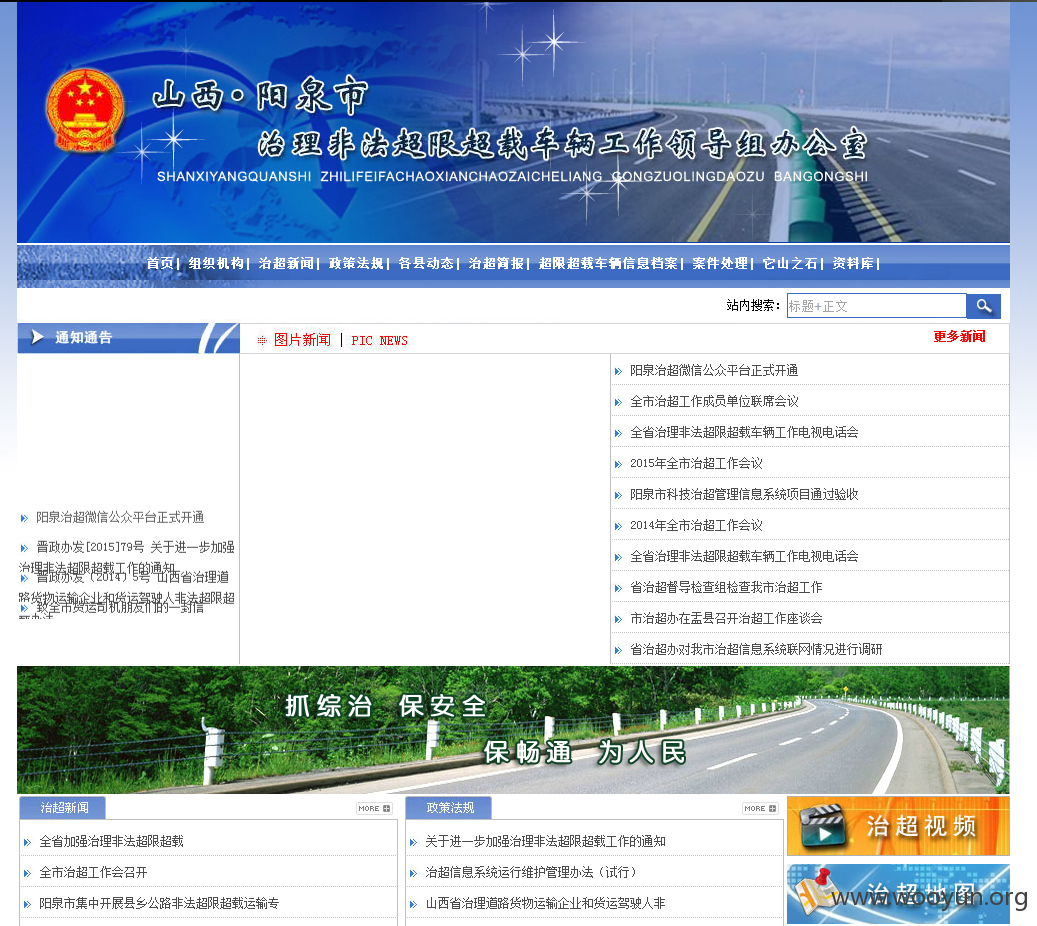 山西·阳泉市
治理非法超限超载车辆工作领导组办公室
SHANXIYANGQUANSHI ZHILIFEIFACHAOXIANCHAOZAICHELIANG GONGZUOLINGDAOZU BANGONGSHI
首页| 组织机构| 治超新闻| 政策法规| 各县动态| 治超简报| 超限超载车辆信息档案| 案件处理| 它山之石| 资料库|
站内搜索： 标题+正文
通知通告
图片新闻 | PIC NEWS
更多新闻
阳泉治超微信公众平台正式开通
晋政办发[2015]79号 关于进一步加强
治理非法超限超载工作的通知
晋政办发（2014）5号 山西省治理道
路货物运输企业和货运驾驶人非法超限超
致全市货运司机朋友们的一封信
阳泉治超微信公众平台正式开通
全市治超工作成员单位联席会议
全省治理非法超限超载车辆工作电视电话会
2015年全市治超工作会议
阳泉市科技治超管理信息系统项目通过验收
2014年全市治超工作会议
全省治理非法超限超载车辆工作电视电话会
省治超督导检查组检查我市治超工作
市治超办在盂县召开治超工作座谈会
省治超办对我市治超信息系统联网情况进行调研
抓综治 保安全
保畅通 为人民
治超新闻
MORE
全省加强治理非法超限超载
全市治超工作会召开
阳泉市集中开展县乡公路非法超限超载运输专
政策法规
MORE
关于进一步加强治理非法超限超载工作的通知
治超信息系统运行维护管理办法（试行）
山西省治理道路货物运输企业和货运驾驶人非
治超视频
治超地图
www.wooyun.org